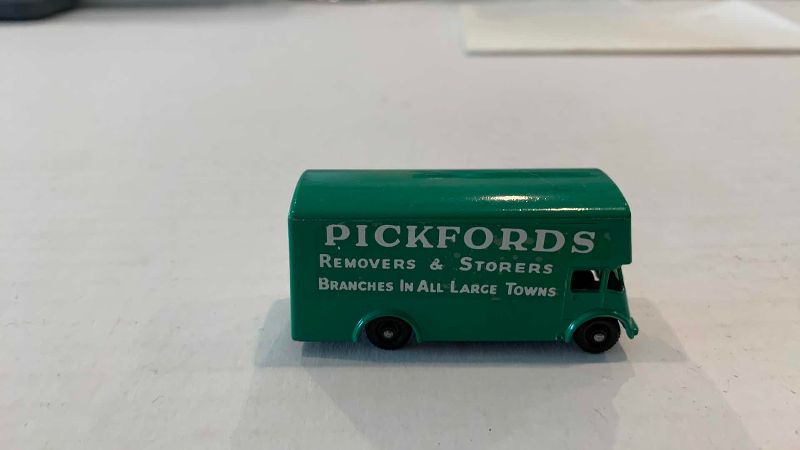 PICKFORDS
REMOVERS & STORERS
BRANCHES IN ALL LARGE TOWNS